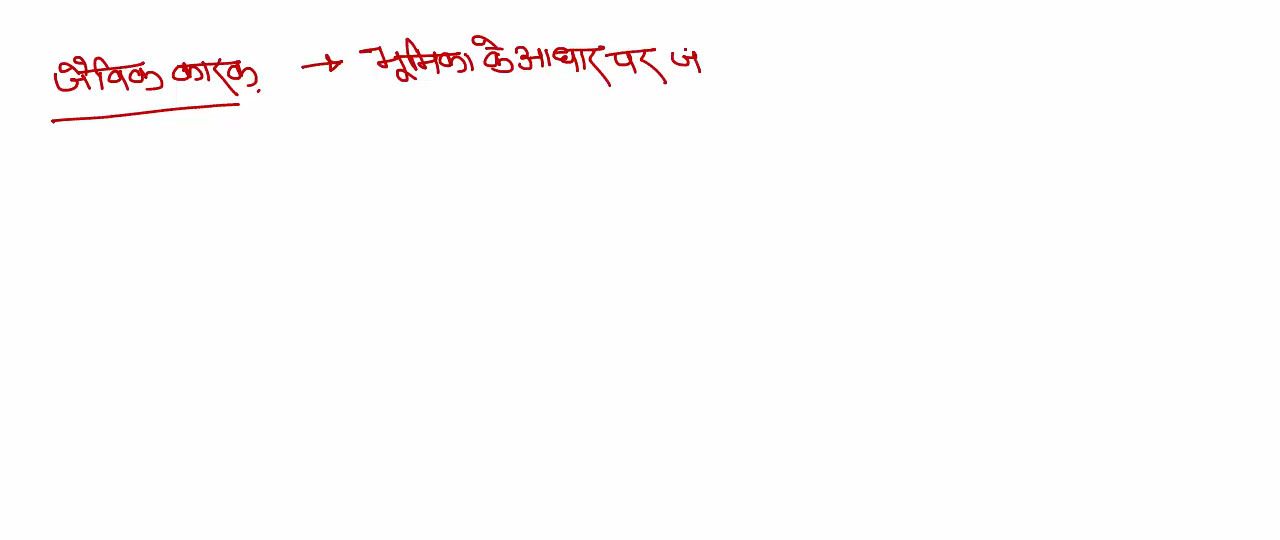 जैविक कारक → भूमिका के आधार पर जं